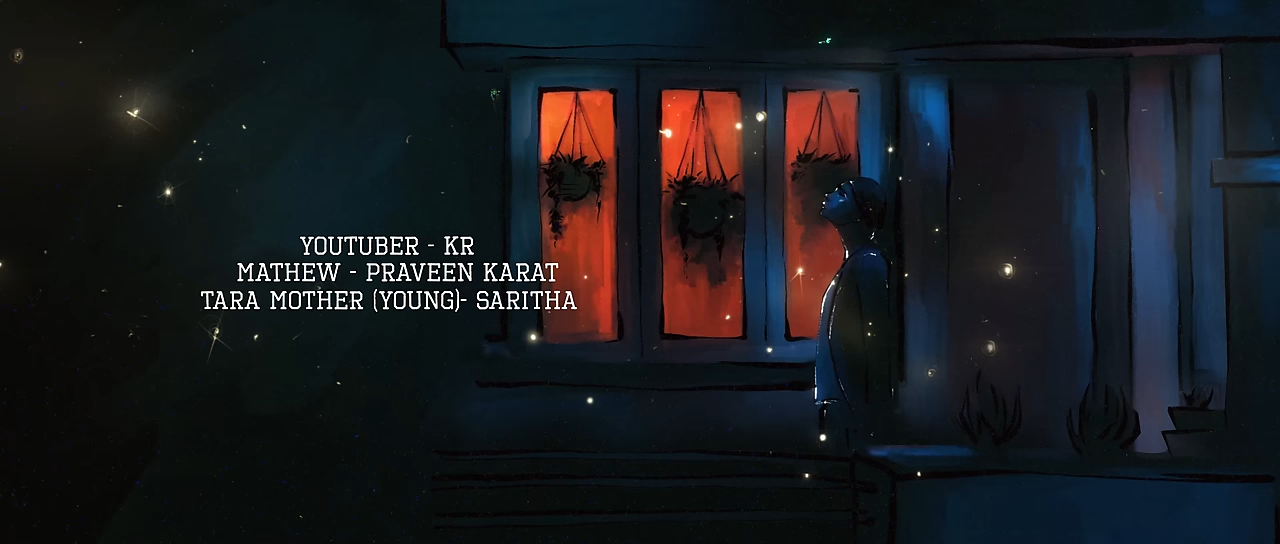 YOUTUBER - KR
MATHEW - PRAVEEN KARAT
TARA MOTHER (YOUNG)- SARITHA